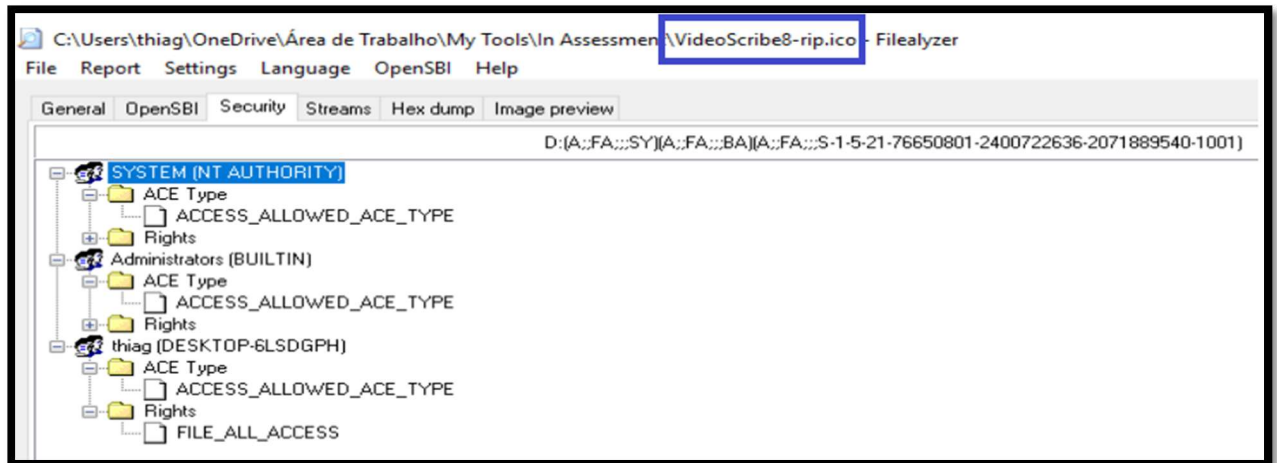 C:\Users\thiag\OneDrive\Área de Trabalho\My Tools\In Assessmen\VideoScribe8-rip.ico - Filealyzer
File Report Settings Language OpenSBI Help
General OpenSBI Security Streams Hex dump Image preview
D:(A;;FA;;;SY)(A;;FA;;;BA)(A;;FA;;;S-1-5-21-76650801-2400722636-2071889540-1001)
SYSTEM (NT AUTHORITY)
ACE Type
ACCESS_ALLOWED_ACE_TYPE
Rights
Administrators (BUILTIN)
ACE Type
ACCESS_ALLOWED_ACE_TYPE
Rights
thiag (DESKTOP-6LSDGPH)
ACE Type
ACCESS_ALLOWED_ACE_TYPE
Rights
FILE_ALL_ACCESS